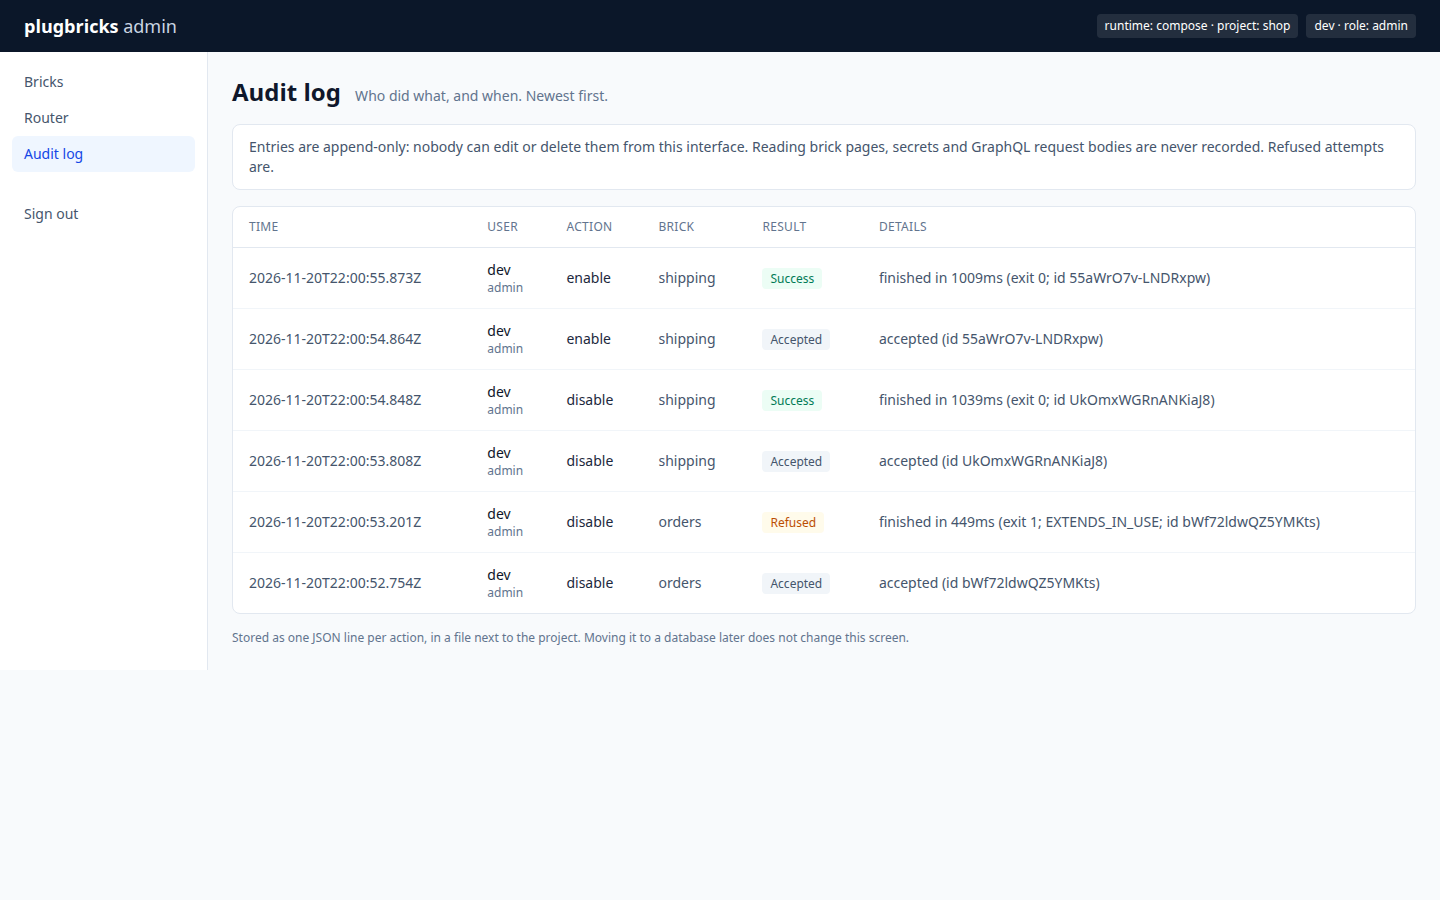 plugbricks admin
runtime: compose · project: shop
dev · role: admin
Bricks
Router
Audit log
Sign out
Audit log
Who did what, and when. Newest first.
Entries are append-only: nobody can edit or delete them from this interface. Reading brick pages, secrets and GraphQL request bodies are never recorded. Refused attempts
are.
TIME USER ACTION BRICK RESULT DETAILS
2026-11-20T22:00:55.873Z dev admin enable shipping Success finished in 1009ms (exit 0; id 55aWrO7v-LNDRxpw)
2026-11-20T22:00:54.864Z dev admin enable shipping Accepted accepted (id 55aWrO7v-LNDRxpw)
2026-11-20T22:00:54.848Z dev admin disable shipping Success finished in 1039ms (exit 0; id UkOmxWGRnANKiaJ8)
2026-11-20T22:00:53.808Z dev admin disable shipping Accepted accepted (id UkOmxWGRnANKiaJ8)
2026-11-20T22:00:53.201Z dev admin disable orders Refused finished in 449ms (exit 1; EXTENDS_IN_USE; id bWf72ldwQZ5YMKts)
2026-11-20T22:00:52.754Z dev admin disable orders Accepted accepted (id bWf72ldwQZ5YMKts)
Stored as one JSON line per action, in a file next to the project. Moving it to a database later does not change this screen.